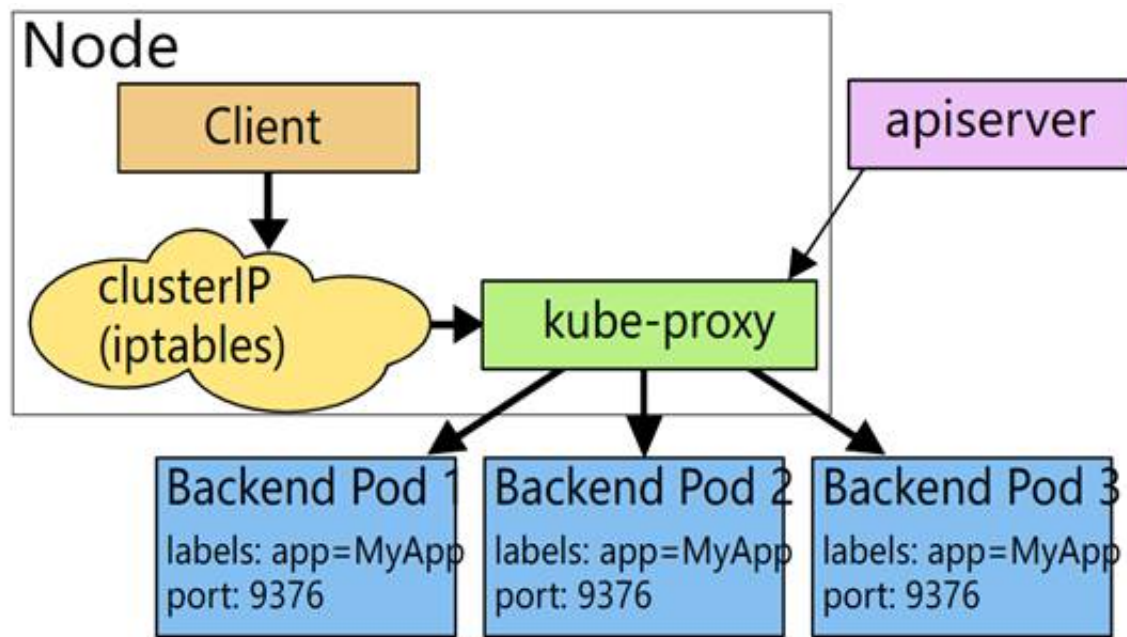 Node
Client
apiserver
clusterIP
(iptables)
kube-proxy
Backend Pod 1
labels: app=MyApp
port: 9376
Backend Pod 2
labels: app=MyApp
port: 9376
Backend Pod 3
labels: app=MyApp
port: 9376